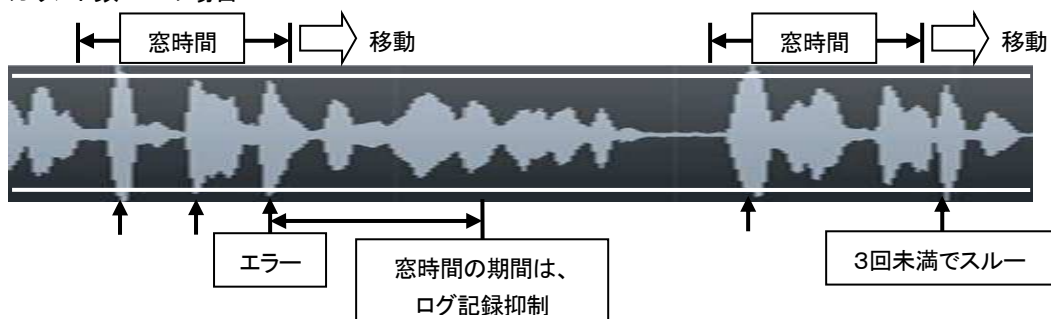 窓時間
移動
窓時間
移動
エラー
窓時間の期間は、
ログ記録抑制
3回未満でスルー